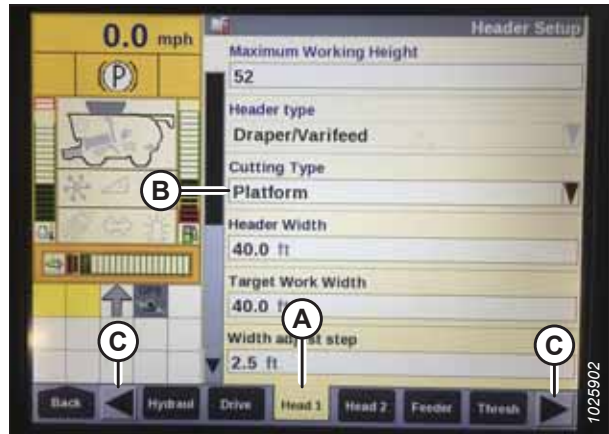 0.0 mph
Header Setup
Maximum Working Height
52
(P)
Header type
Draper/Varifeed
Cutting Type
B
Platform
Header Width
40.0 ft
Target Work Width
40.0 ft
A
Width adjust step
C
C
2.5 ft
Back
Hydraul
Drive
Head 1
Head 2
Feeder
Thresh
1025902